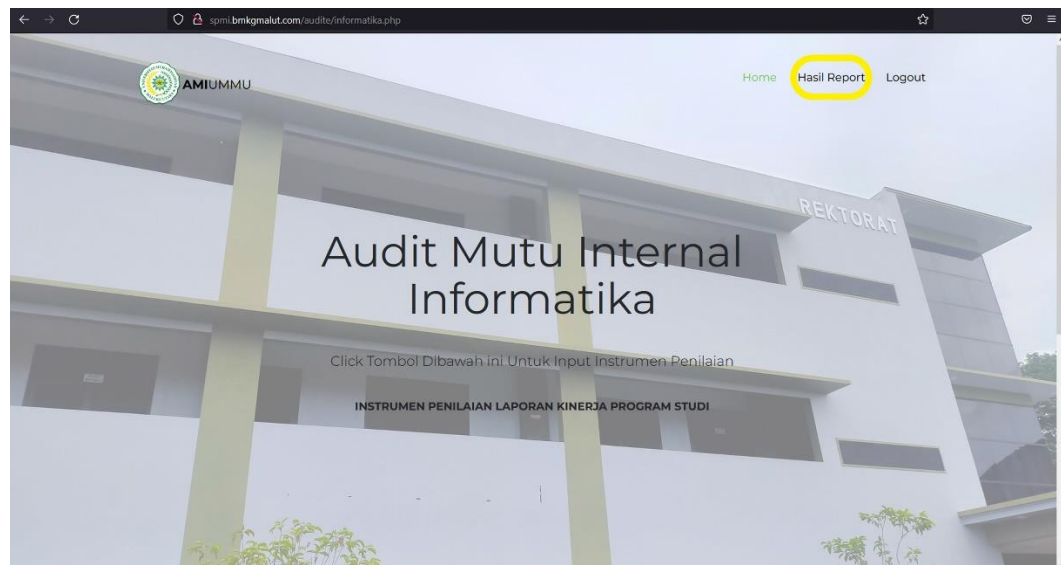 spmi.bmkgmalut.com/audite/informatika.php
AMIUMMU
Home Hasil Report Logout
REKTORAT
Audit Mutu Internal
Informatika
Click Tombol Dibawah ini Untuk Input Instrumen Penilaian
INSTRUMEN PENILAIAN LAPORAN KINERJA PROGRAM STUDI